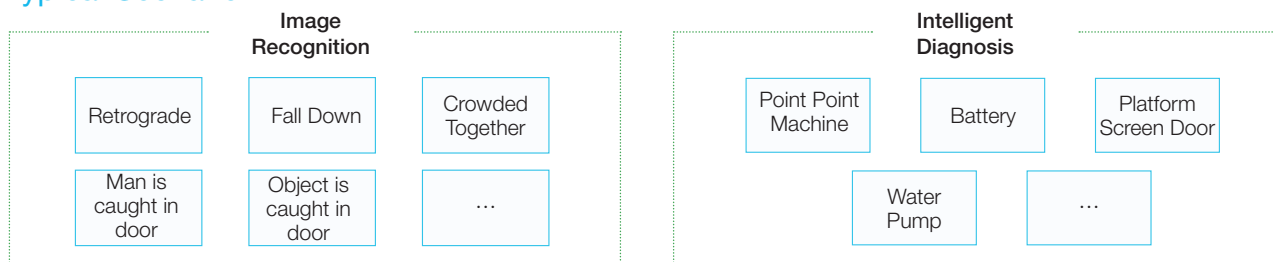 Image
Recognition
Retrograde
Fall Down
Crowded
Together
Man is
caught in
door
Object is
caught in
door
...
Intelligent
Diagnosis
Point Point
Machine
Battery
Platform
Screen Door
Water
Pump
...